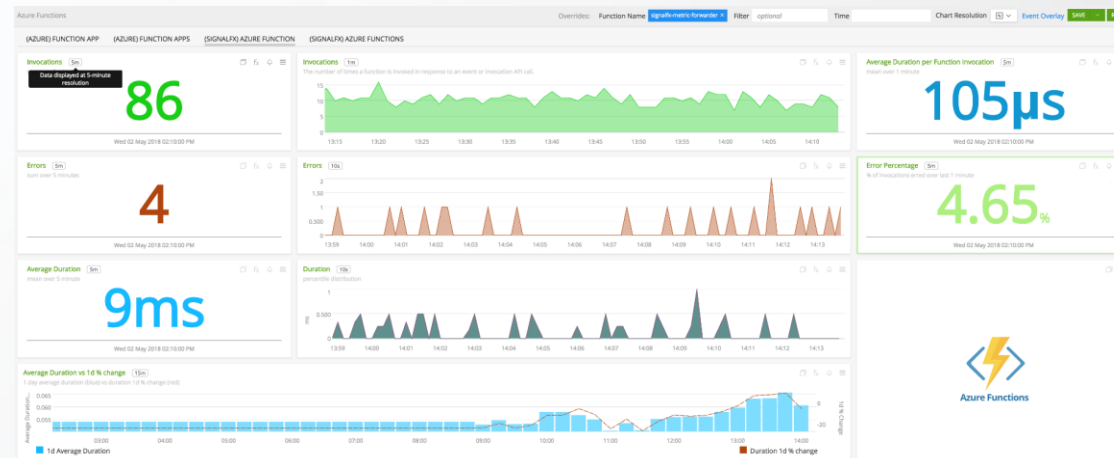 Azure Functions
Overrides: Function Name signalfx-metric-forwarder × Filter optional Time Chart Resolution Event Overlay SAVE
(AZURE) FUNCTION APP (AZURE) FUNCTION APPS (SIGNALFX) AZURE FUNCTION (SIGNALFX) AZURE FUNCTIONS
Invocations 5m
Data displayed at 5-minute
resolution
86
Wed 02 May 2018 02:10:00 PM
Invocations 1m
The number of times a function is invoked in response to an event or invocation API call.
15
10
5
0
13:15 13:20 13:25 13:30 13:35 13:40 13:45 13:50 13:55 14:00 14:05 14:10
Average Duration per Function Invocation 5m
mean over 1 minute
105µs
Wed 02 May 2018 02:10:00 PM
Errors 5m
sum over 5 minutes
4
Wed 02 May 2018 02:10:00 PM
Errors 10s
2
1.50
1
0.500
0
13:59 14:00 14:01 14:02 14:03 14:04 14:05 14:06 14:07 14:08 14:09 14:10 14:11 14:12 14:13
Error Percentage 5m
% of invocations erred over last 1 minute
4.65%
Wed 02 May 2018 02:10:00 PM
Average Duration 5m
mean over 5 minute
9ms
Wed 02 May 2018 02:10:00 PM
Duration 10s
percentile distribution
ms
1
0.500
0
13:59 14:00 14:01 14:02 14:03 14:04 14:05 14:06 14:07 14:08 14:09 14:10 14:11 14:12 14:13
Azure Functions
Average Duration vs 1d % change 15m
1 day average duration (blue) vs duration 1d % change (red)
Average Duration...
0.065
0.060
0.055
0
-20
1d % Change
03:00 04:00 05:00 06:00 07:00 08:00 09:00 10:00 11:00 12:00 13:00 14:00
1d Average Duration Duration 1d % change